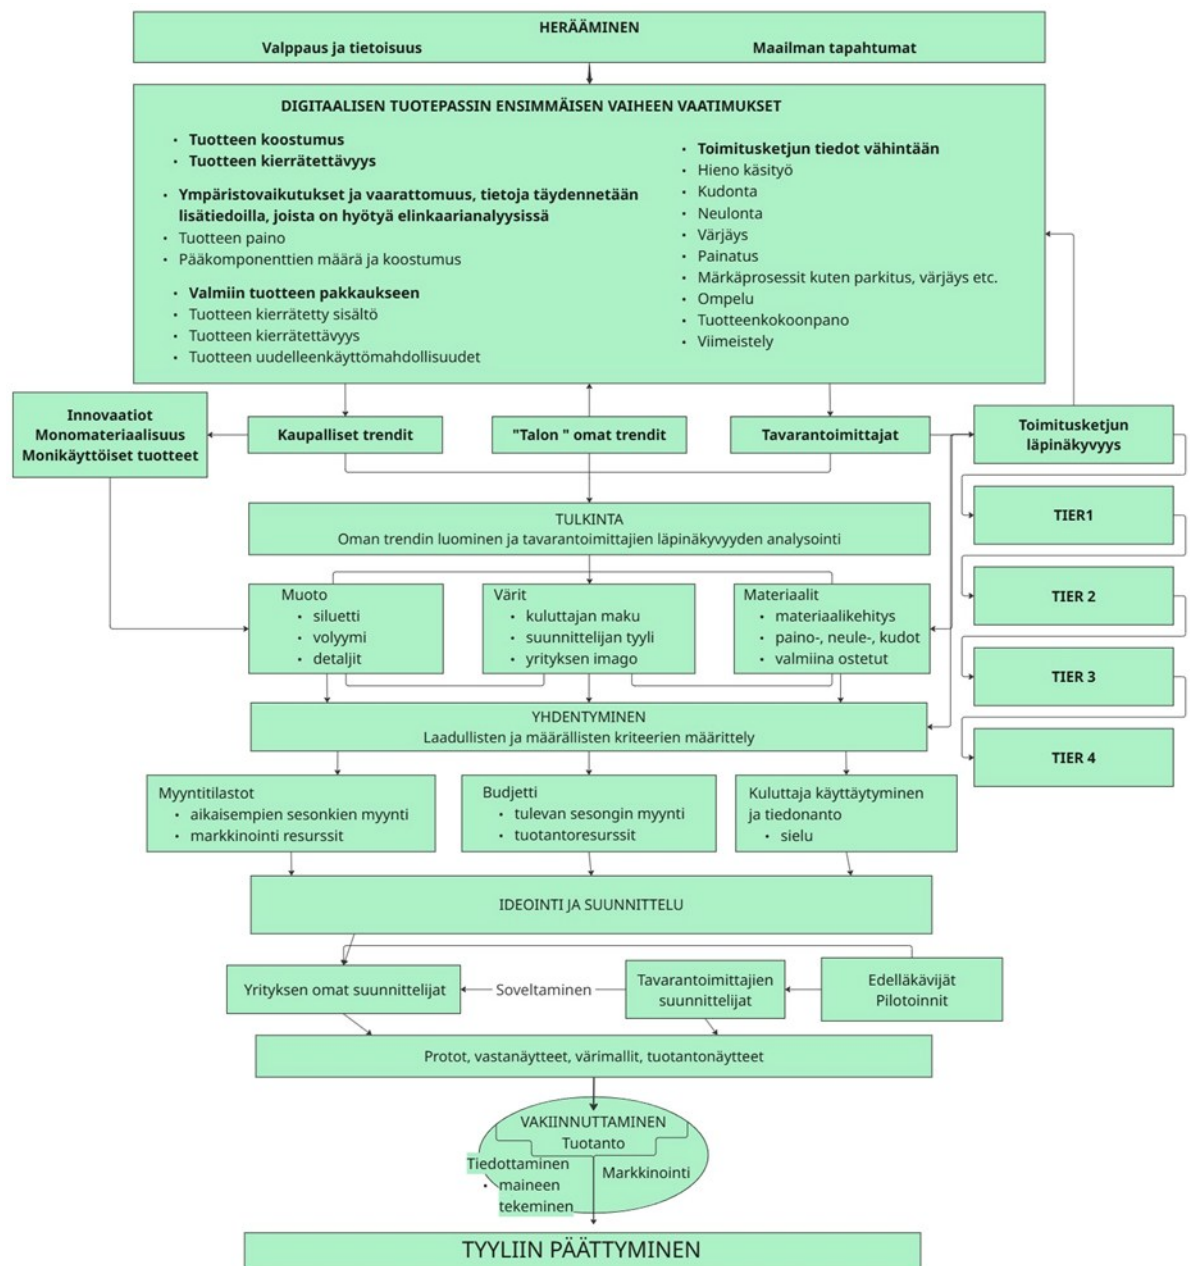 HERÄÄMINEN
Valppaus ja tietoisuus
Maailman tapahtumat
DIGITAALISEN TUOTEPASSIN ENSIMMÄISEN VAIHEEN VAATIMUKSET
• Tuotteen koostumus
• Tuotteen kierrätettävyys
• Ympäristovaikutukset ja vaarattomuus, tietoja täydennetään
lisätiedoilla, joista on hyötyä elinkaarianalyysissä
• Tuotteen paino
• Pääkomponenttien määrä ja koostumus
• Valmiin tuotteen pakkaukseen
• Tuotteen kierrätetty sisältö
• Tuotteen kierrätettävyys
• Tuotteen uudelleenkäyttömahdollisuudet
• Toimitusketjun tiedot vähintään
• Hieno käsityö
• Kudonta
• Neulonta
• Värjäys
• Painatus
• Märkäprosessit kuten parkitus, värjäys etc.
• Ompelu
• Tuotteenkokoonpano
• Viimeistely
Innovaatiot
Monomateriaalisuus
Monikäyttöiset tuotteet
Kaupalliset trendit
"Talon " omat trendit
Tavarantoimittajat
Toimitusketjun
läpinäkyvyys
TIER1
TIER 2
TIER 3
TIER 4
TULKINTA
Oman trendin luominen ja tavarantoimittajien läpinäkyvyyden analysointi
Muoto
• siluetti
• volyymi
• detaljit
Värit
• kuluttajan maku
• suunnittelijan tyyli
• yrityksen imago
Materiaalit
• materiaalikehitys
• paino-, neule-, kudot
• valmiina ostetut
YHDENTYMINEN
Laadullisten ja määrällisten kriteerien määrittely
Myyntitilastot
• aikaisempien sesonkien myynti
• markkinointi resurssit
Budjetti
• tulevan sesongin myynti
• tuotantoresurssit
Kuluttaja käyttäytyminen
ja tiedonanto
• sielu
IDEOINTI JA SUUNNITTELU
Yrityksen omat suunnittelijat
Soveltaminen
Tavarantoimittajien
suunnittelijat
Edelläkävijät
Pilotoinnit
Protot, vastanäytteet, värimallit, tuotantonäytteet
VAKIINNUTTAMINEN
Tuotanto
Tiedottaminen
• maineen
tekeminen
Markkinointi
TYYLIIN PÄÄTTYMINEN